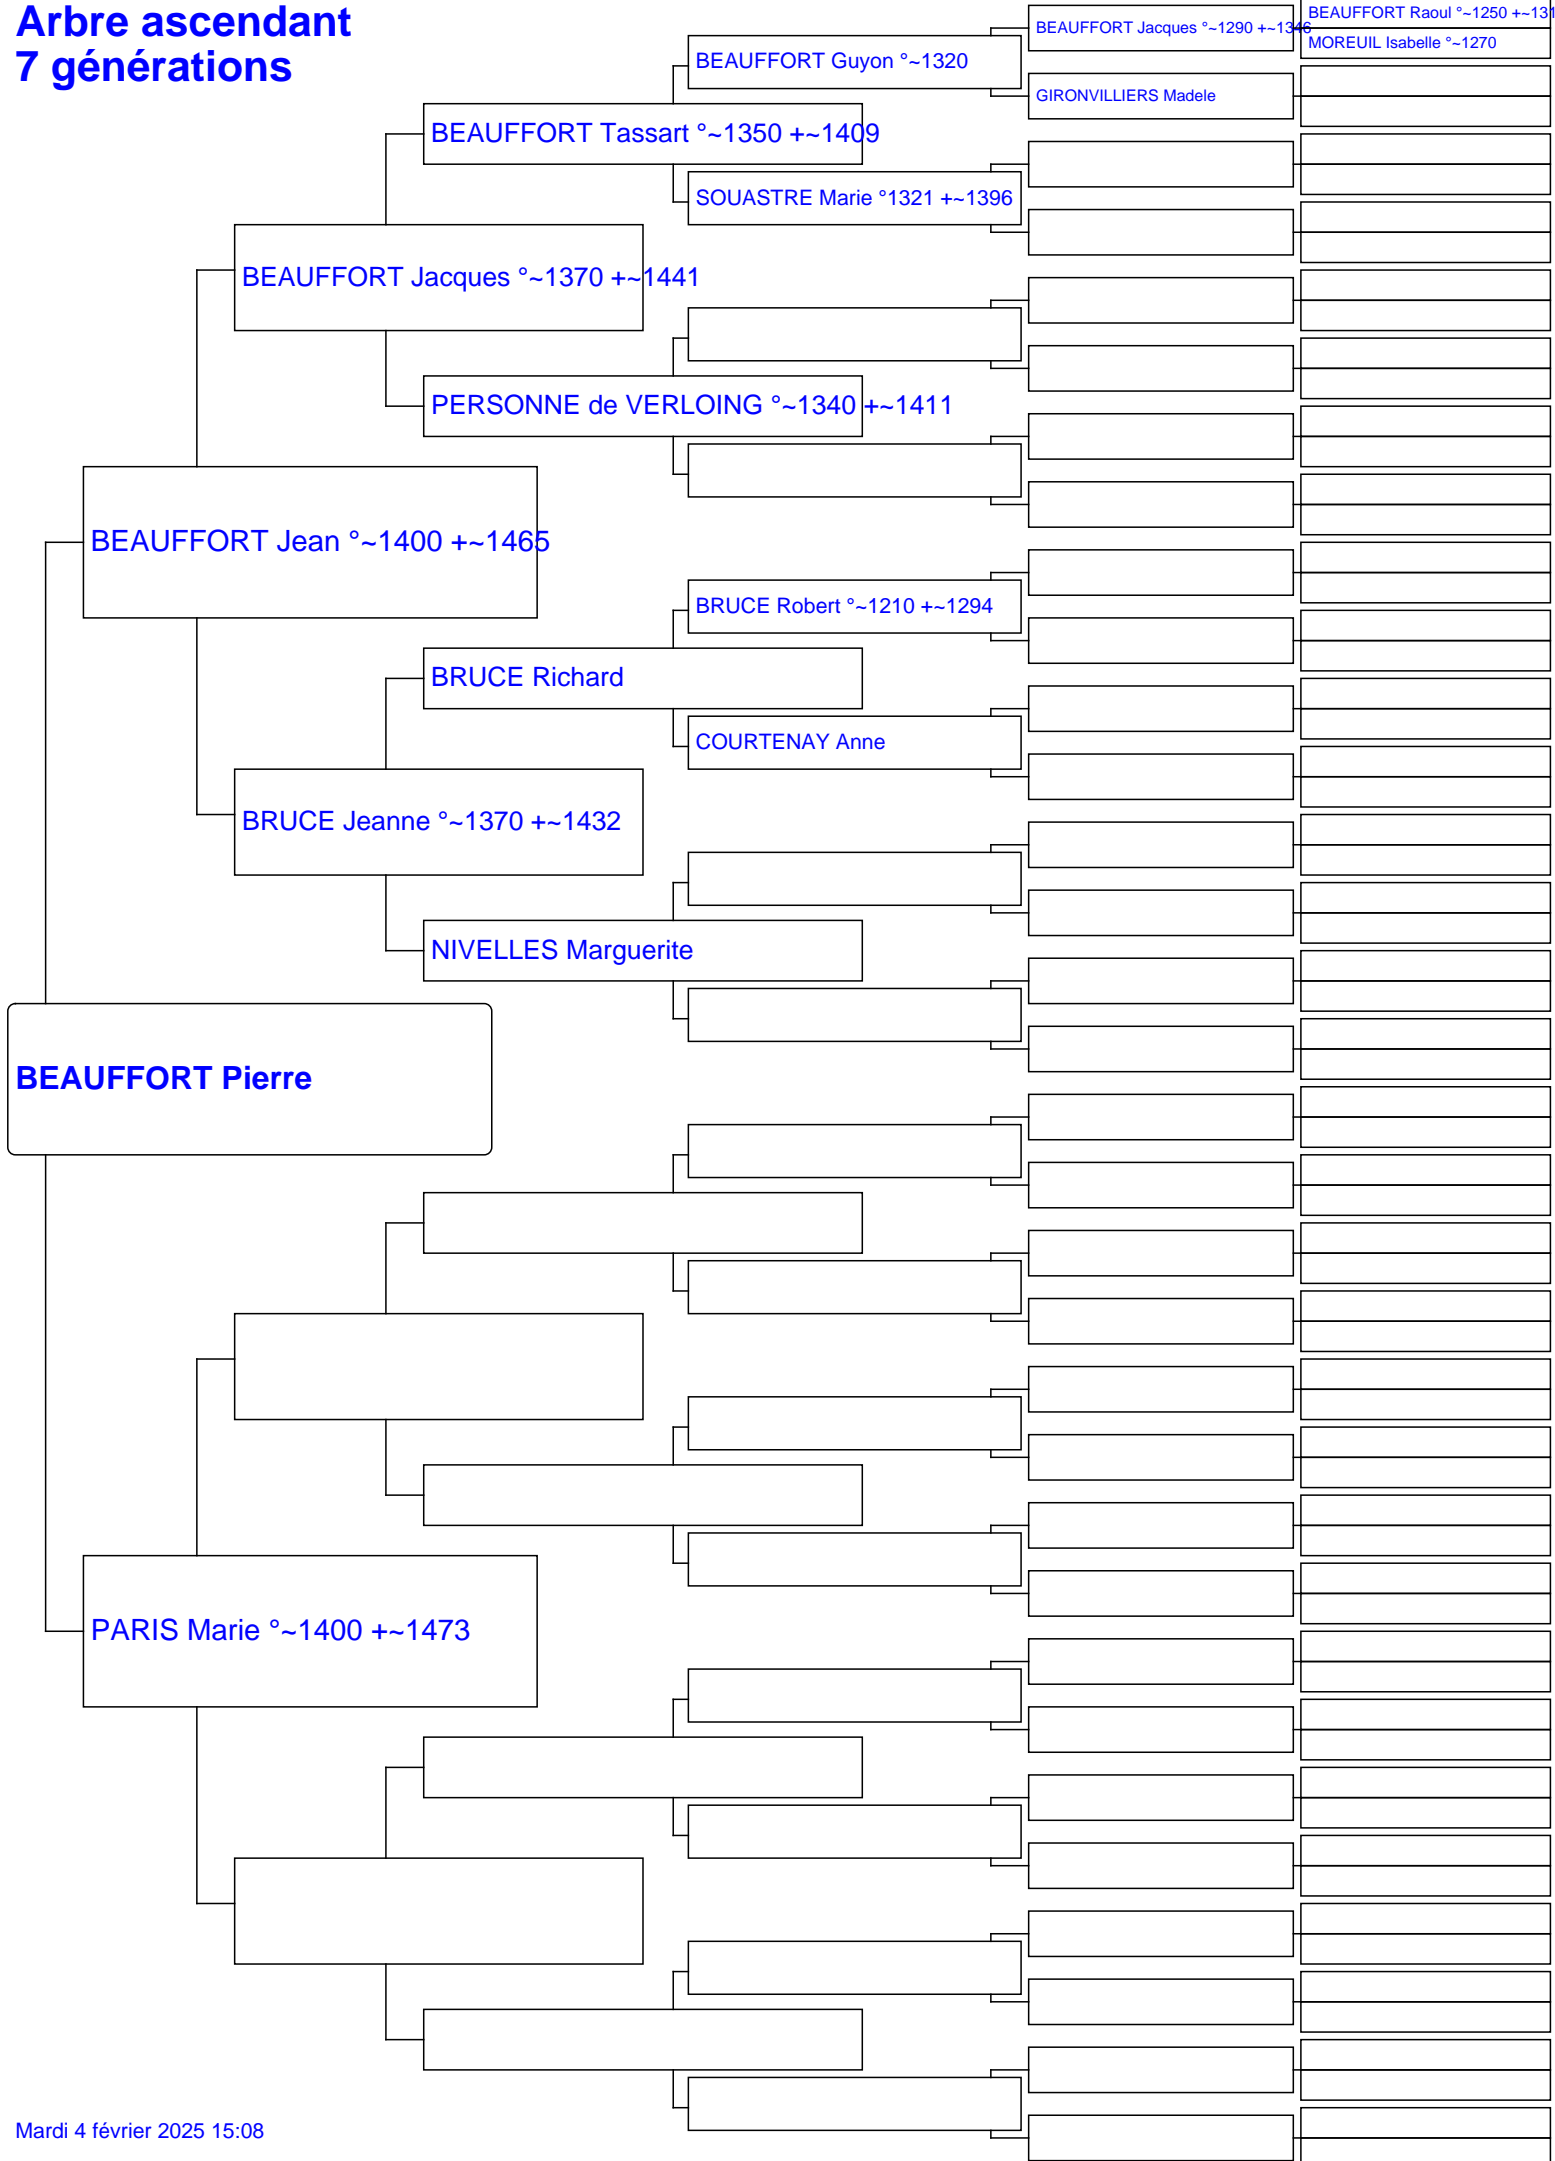 Arbre ascendant
7 générations
BEAUFFORT Raoul °~1250 +~131
BEAUFFORT Jacques °~1290 +~1346
MOREUIL Isabelle °~1270
BEAUFFORT Guyon °~1320
GIRONVILLIERS Madele
BEAUFFORT Tassart °~1350 +~1409
SOUASTRE Marie °1321 +~1396
BEAUFFORT Jacques °~1370 +~1441
PERSONNE de VERLOING °~1340 +~1411
BEAUFFORT Jean °~1400 +~1465
BRUCE Robert °~1210 +~1294
BRUCE Richard
COURTENAY Anne
BRUCE Jeanne °~1370 +~1432
NIVELLES Marguerite
BEAUFFORT Pierre
PARIS Marie °~1400 +~1473
Mardi 4 février 2025 15:08